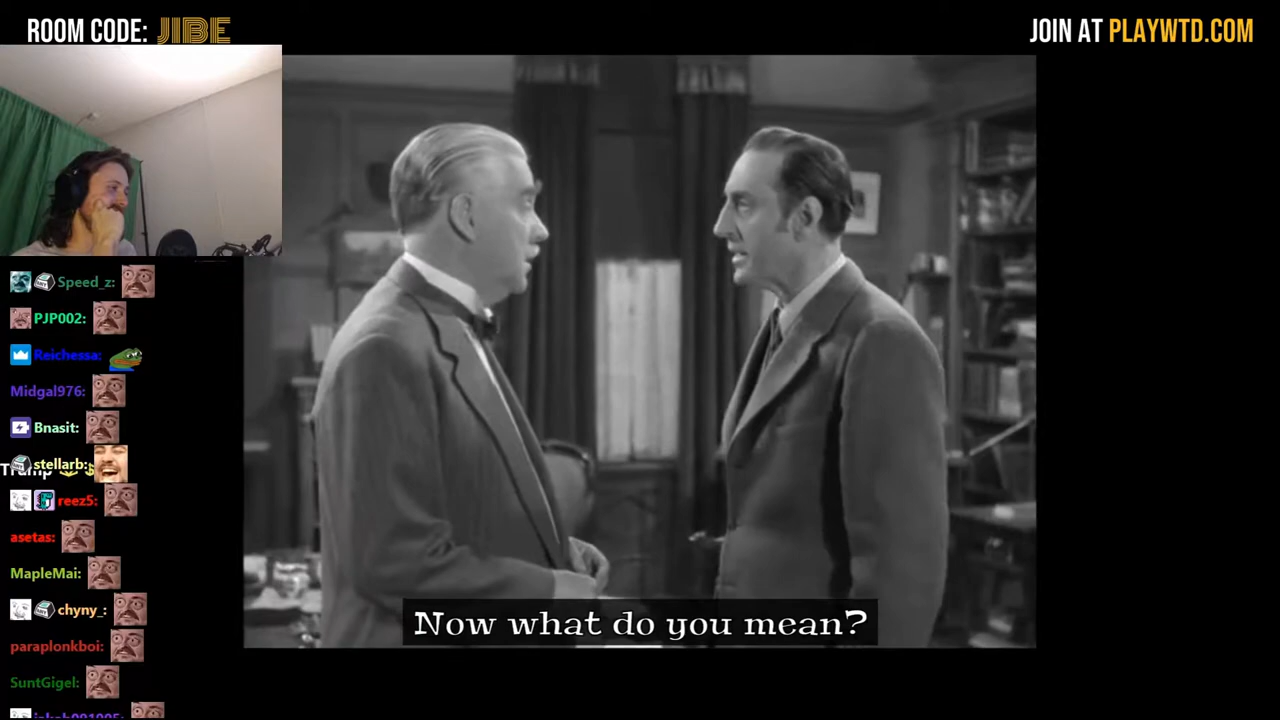 ROOM CODE: JIBE
JOIN AT PLAYWTD.COM
Speed_z:
PJP002:
Reichessa:
Midgal976:
Bnasit:
stellarb:
reez5:
asetas:
MapleMai:
chyny_:
paraplonkboi:
SuntGigel:
Now what do you mean?